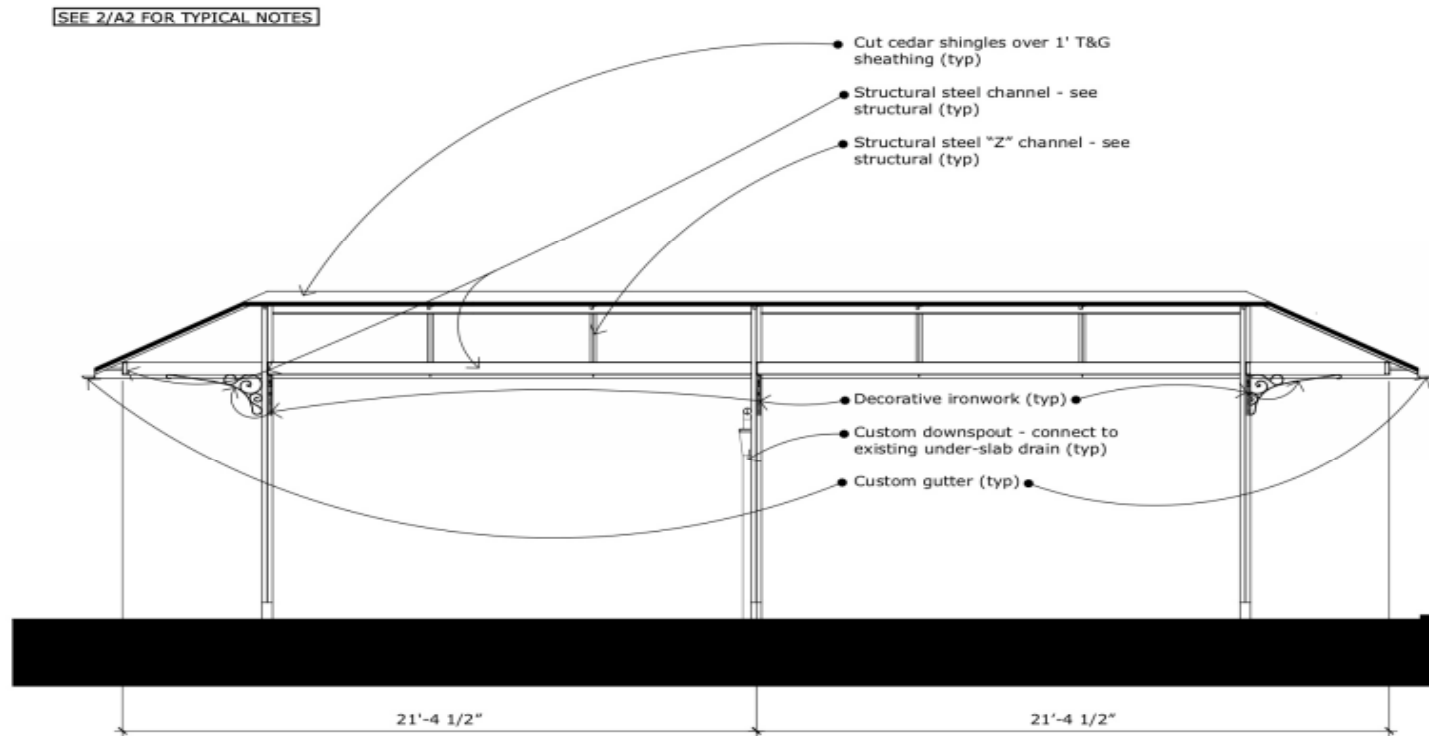 SEE 2/A2 FOR TYPICAL NOTES
Cut cedar shingles over 1' T&G
sheathing (typ)
Structural steel channel - see
structural (typ)
Structural steel "Z" channel - see
structural (typ)
Decorative ironwork (typ)
Custom downspout - connect to
existing under-slab drain (typ)
Custom gutter (typ)
21'-4 1/2"
21'-4 1/2"